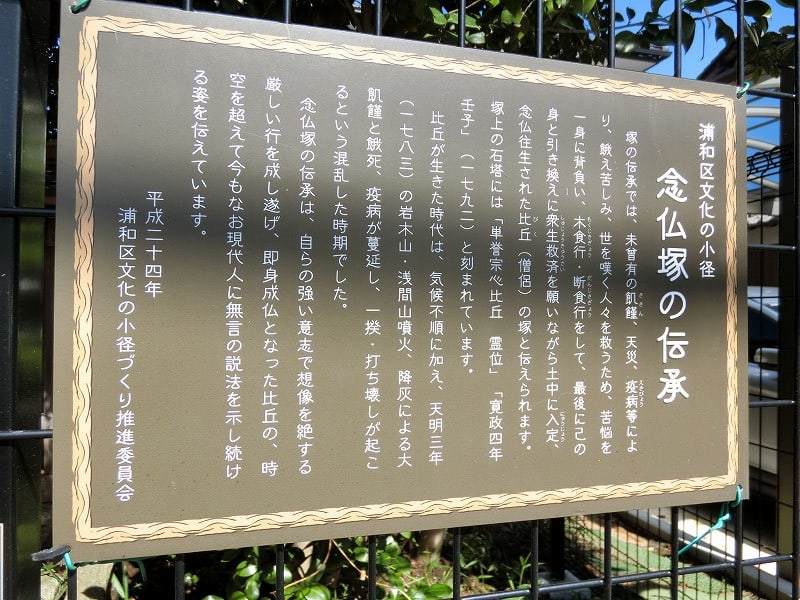 浦和区文化の小径
念仏塚の伝承
塚の伝承では、未曽有の飢饉、天災、疫病等によ
り、餓え苦しみ、世を嘆く人々を救うため、苦悩を
一身に背負い、木食行・断食行をして、最後に己の
身と引き換えに衆生救済を願いながら土中に入定、
念仏往生された比丘（僧侶）の塚と伝えられます。
塚上の石塔には「単誉宗心比丘　霊位」「寛政四年
壬子」（一七九二）と刻まれています。
比丘が生きた時代は、気候不順に加え、天明三年
（一七八三）の岩木山・浅間山噴火、降灰による大
飢饉と餓死、疫病が蔓延し、一揆・打ち壊しが起こ
るという混乱した時期でした。
念仏塚の伝承は、自らの強い意志で想像を絶する
厳しい行を成し遂げ、即身成仏となった比丘の、時
空を超えて今もなお現代人に無言の説法を示し続け
る姿を伝えています。
平成二十四年
浦和区文化の小径づくり推進委員会